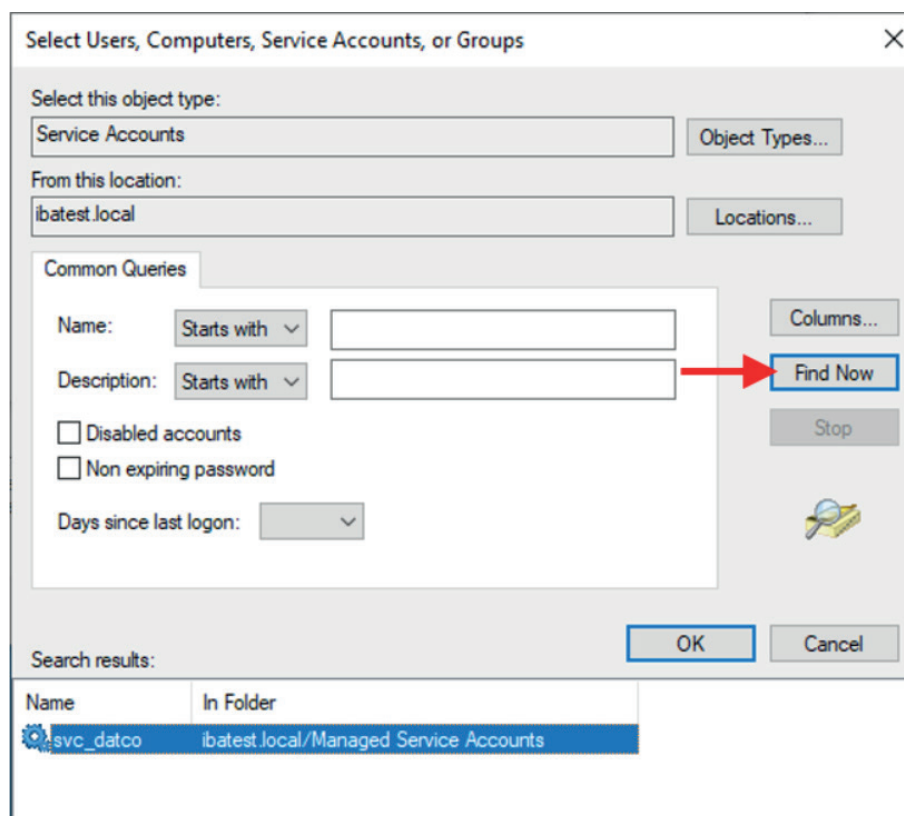 Select Users, Computers, Service Accounts, or Groups
Select this object type:
Service Accounts
Object Types...
From this location:
ibatest.local
Locations...
Common Queries
Name:
Starts with
Columns...
Description:
Starts with
Find Now
Disabled accounts
Stop
Non expiring password
Days since last logon:
OK
Cancel
Search results:
Name In Folder
svc_datco ibatest.local/Managed Service Accounts